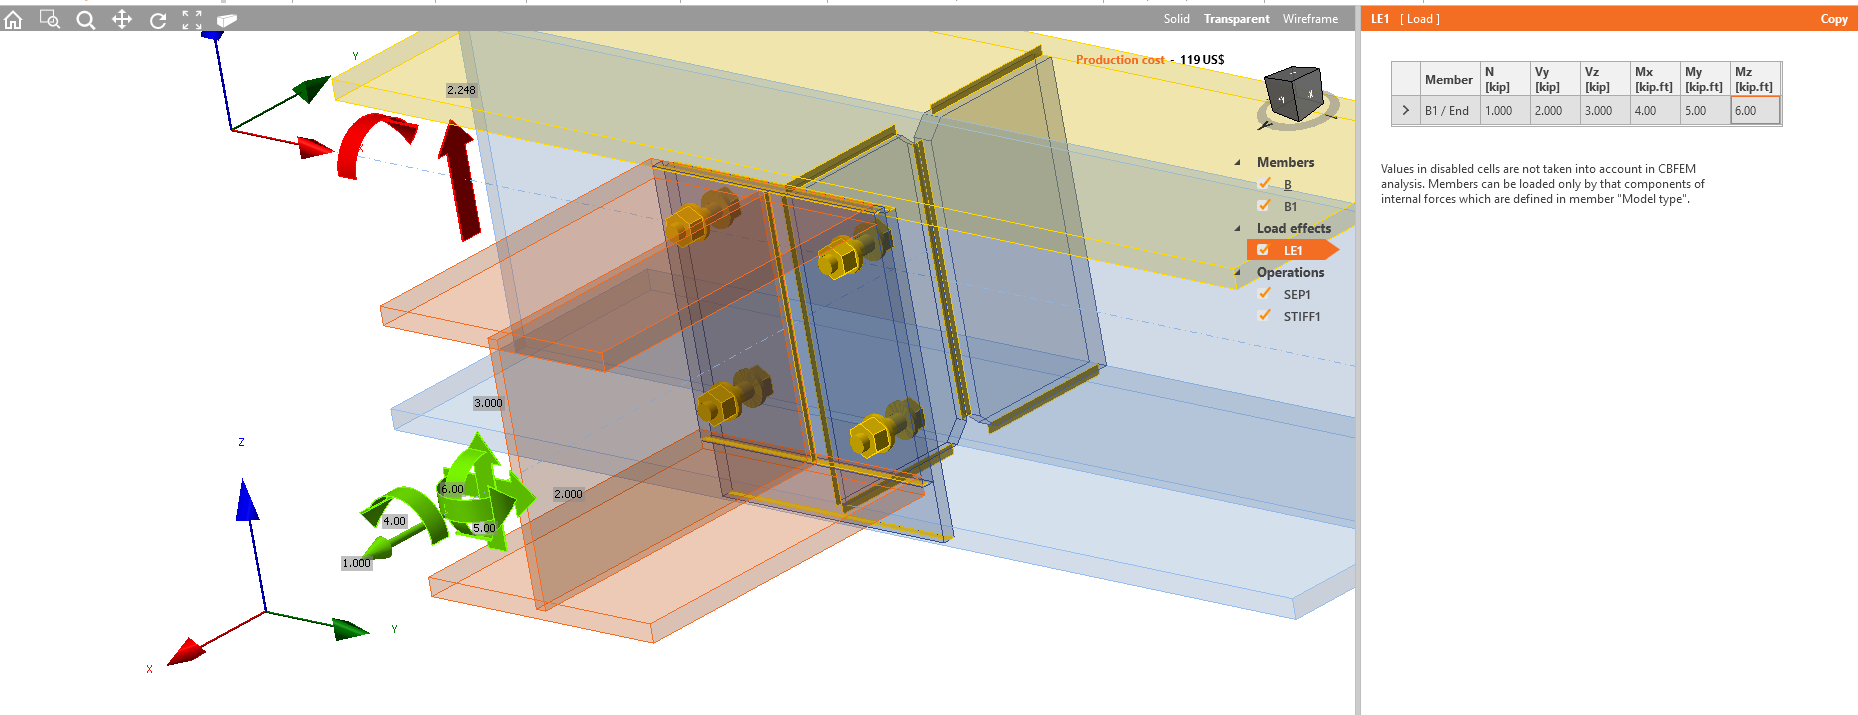 Solid Transparent Wireframe
LE1 [ Load ] Copy
Production cost - 119 US$
Y
2.248
Members
B
B1
Load effects
LE1
Operations
SEP1
STIFF1
3.000
Z
6.00
2.000
4.00
5.00
1.000
Y
X
Member N [kip] Vy [kip] Vz [kip] Mx [kip.ft] My [kip.ft] Mz [kip.ft]
> B1 / End 1.000 2.000 3.000 4.00 5.00 6.00
Values in disabled cells are not taken into account in CBFEM
analysis. Members can be loaded only by that components of
internal forces which are defined in member "Model type".